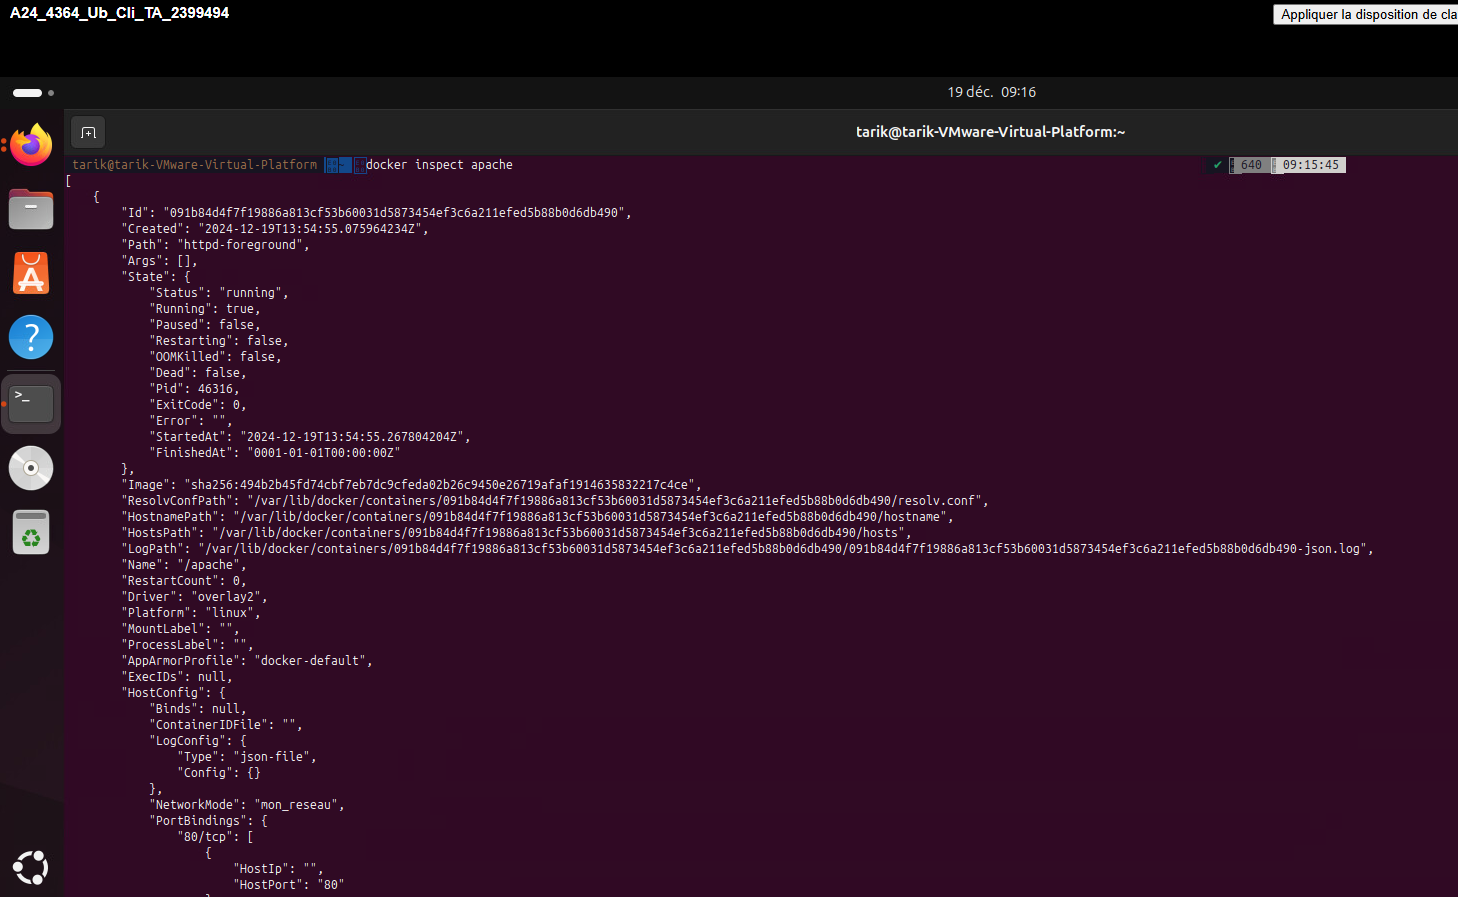 A24_4364_Ub_Cli_TA_2399494
Appliquer la disposition de cla
19 déc. 09:16
tarik@tarik-VMware-Virtual-Platform:~
tarik@tarik-VMware-Virtual-Platform ~ docker inspect apache ✔ 640 09:15:45
[
    {
        "Id": "091b84d4f7f19886a813cf53b60031d5873454ef3c6a211efed5b88b0d6db490",
        "Created": "2024-12-19T13:54:55.075964234Z",
        "Path": "httpd-foreground",
        "Args": [],
        "State": {
            "Status": "running",
            "Running": true,
            "Paused": false,
            "Restarting": false,
            "OOMKilled": false,
            "Dead": false,
            "Pid": 46316,
            "ExitCode": 0,
            "Error": "",
            "StartedAt": "2024-12-19T13:54:55.267804204Z",
            "FinishedAt": "0001-01-01T00:00:00Z"
        },
        "Image": "sha256:494b2b45fd74cbf7eb7dc9cfeda02b26c9450e26719afaf1914635832217c4ce",
        "ResolvConfPath": "/var/lib/docker/containers/091b84d4f7f19886a813cf53b60031d5873454ef3c6a211efed5b88b0d6db490/resolv.conf",
        "HostnamePath": "/var/lib/docker/containers/091b84d4f7f19886a813cf53b60031d5873454ef3c6a211efed5b88b0d6db490/hostname",
        "HostsPath": "/var/lib/docker/containers/091b84d4f7f19886a813cf53b60031d5873454ef3c6a211efed5b88b0d6db490/hosts",
        "LogPath": "/var/lib/docker/containers/091b84d4f7f19886a813cf53b60031d5873454ef3c6a211efed5b88b0d6db490/091b84d4f7f19886a813cf53b60031d5873454ef3c6a211efed5b88b0d6db490-json.log",
        "Name": "/apache",
        "RestartCount": 0,
        "Driver": "overlay2",
        "Platform": "linux",
        "MountLabel": "",
        "ProcessLabel": "",
        "AppArmorProfile": "docker-default",
        "ExecIDs": null,
        "HostConfig": {
            "Binds": null,
            "ContainerIDFile": "",
            "LogConfig": {
                "Type": "json-file",
                "Config": {}
            },
            "NetworkMode": "mon_reseau",
            "PortBindings": {
                "80/tcp": [
                    {
                        "HostIp": "",
                        "HostPort": "80"